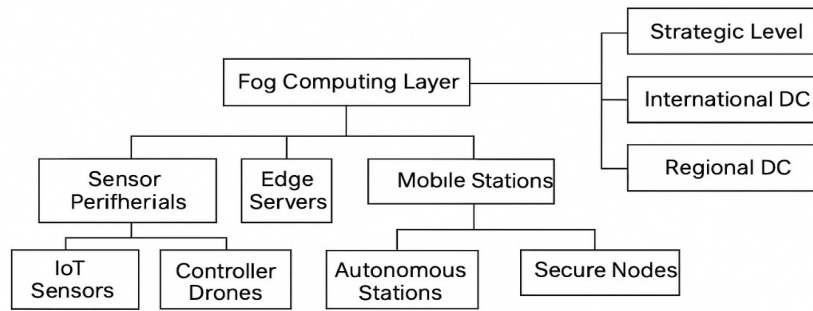 Strategic Level
Fog Computing Layer
International DC
Regional DC
Sensor
Perifherials
Edge
Servers
Mobile Stations
IoT
Sensors
Controller
Drones
Autonomous
Stations
Secure Nodes